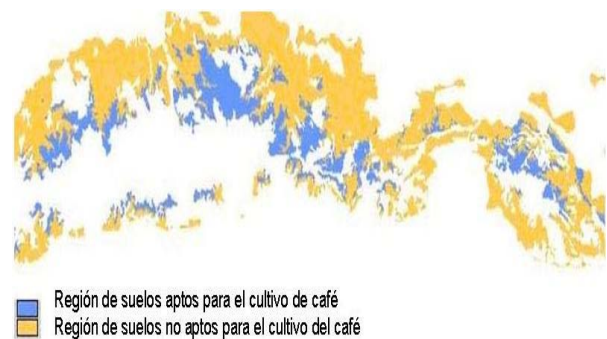 Región de suelos aptos para el cultivo de café
Región de suelos no aptos para el cultivo del café